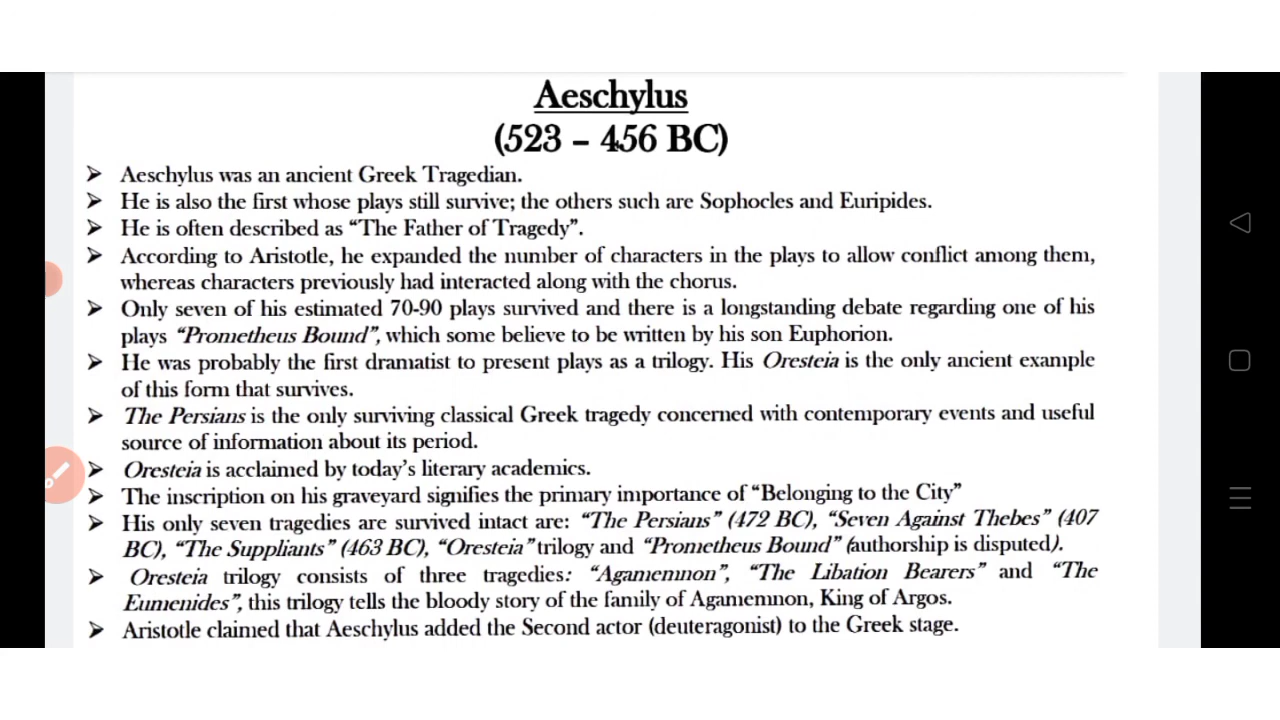 Aeschylus
(523 – 456 BC)
➢ Aeschylus was an ancient Greek Tragedian.
➢ He is also the first whose plays still survive; the others such are Sophocles and Euripides.
➢ He is often described as “The Father of Tragedy”.
➢ According to Aristotle, he expanded the number of characters in the plays to allow conflict among them,
whereas characters previously had interacted along with the chorus.
➢ Only seven of his estimated 70-90 plays survived and there is a longstanding debate regarding one of his
plays “Prometheus Bound”, which some believe to be written by his son Euphorion.
➢ He was probably the first dramatist to present plays as a trilogy. His Oresteia is the only ancient example
of this form that survives.
➢ The Persians is the only surviving classical Greek tragedy concerned with contemporary events and useful
source of information about its period.
➢ Oresteia is acclaimed by today’s literary academics.
➢ The inscription on his graveyard signifies the primary importance of “Belonging to the City”
➢ His only seven tragedies are survived intact are: “The Persians” (472 BC), “Seven Against Thebes” (407
BC), “The Suppliants” (463 BC), “Oresteia” trilogy and “Prometheus Bound” (authorship is disputed).
➢ Oresteia trilogy consists of three tragedies: “Agamemnon”, “The Libation Bearers” and “The
Eumenides”, this trilogy tells the bloody story of the family of Agamemnon, King of Argos.
➢ Aristotle claimed that Aeschylus added the Second actor (deuteragonist) to the Greek stage.